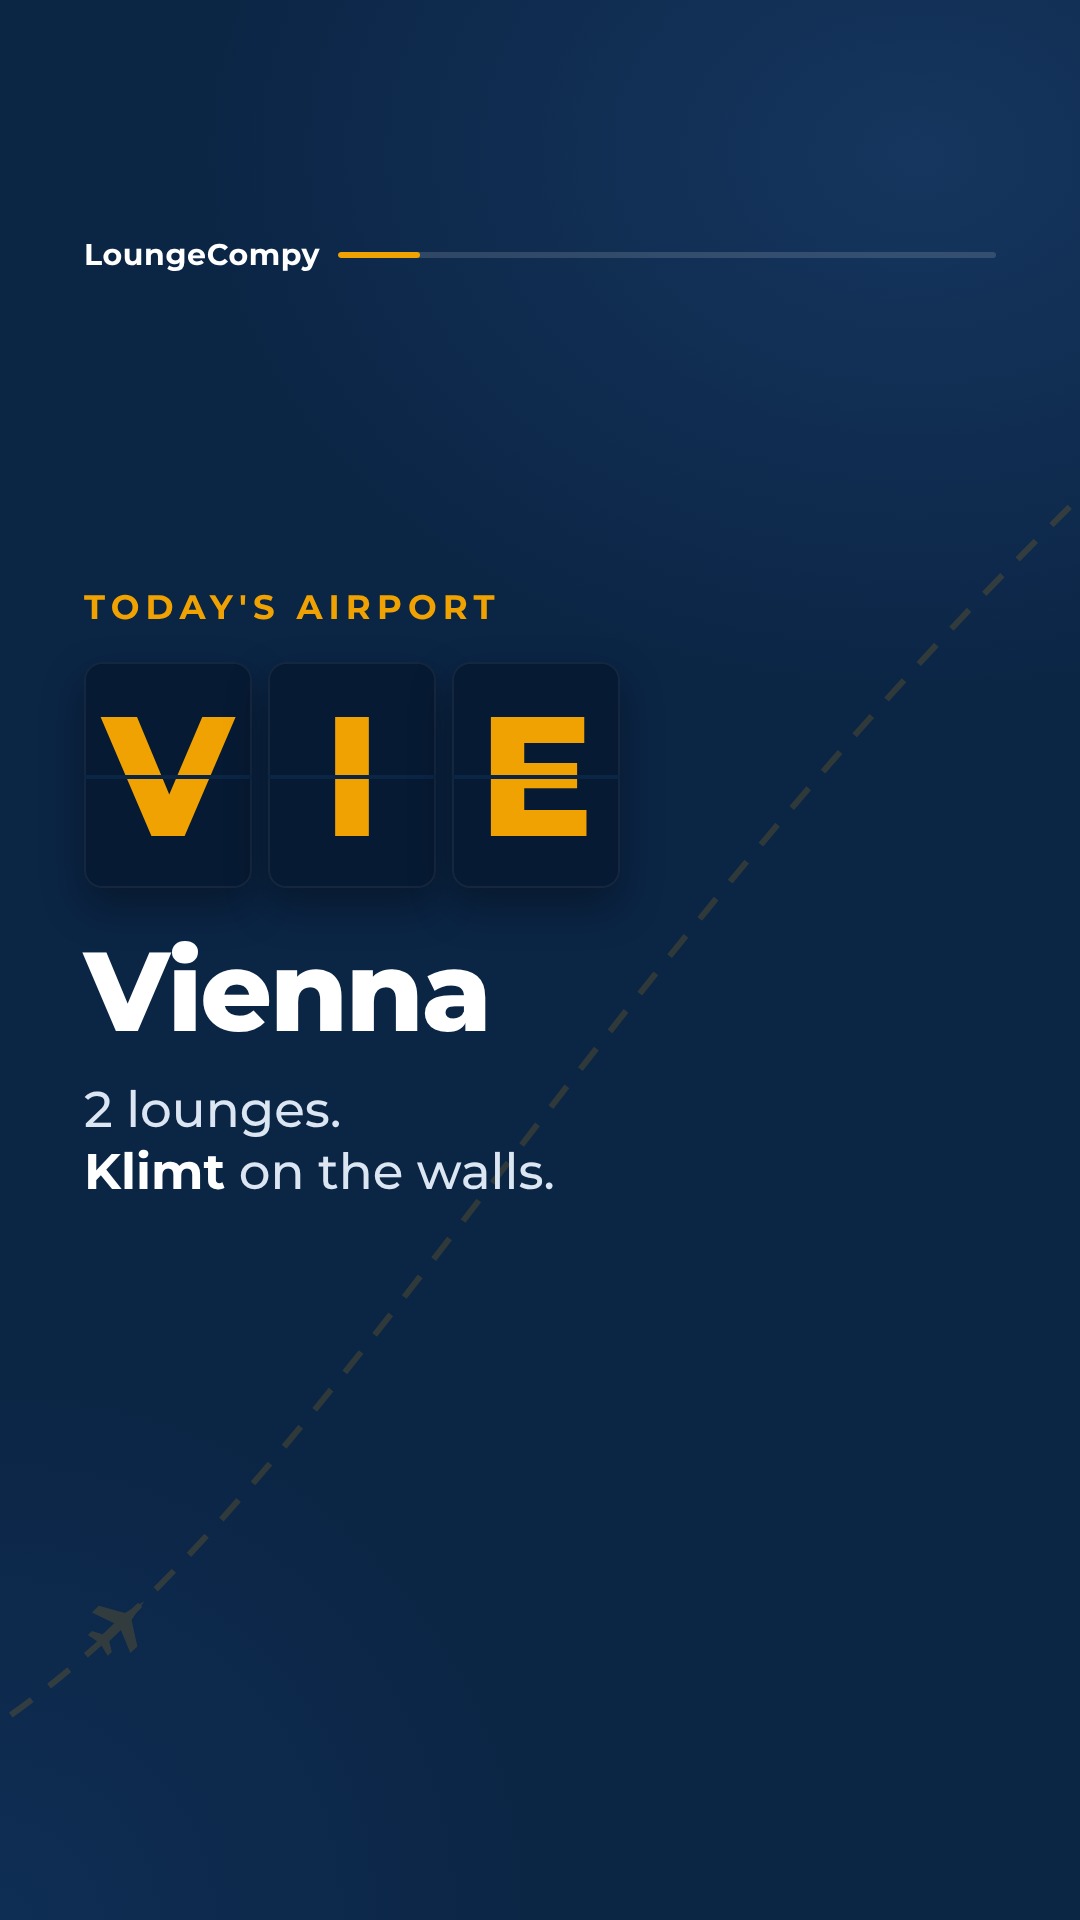 LoungeCompy
TODAY'S AIRPORT
VIE
Vienna
2 lounges.
Klimt on the walls.